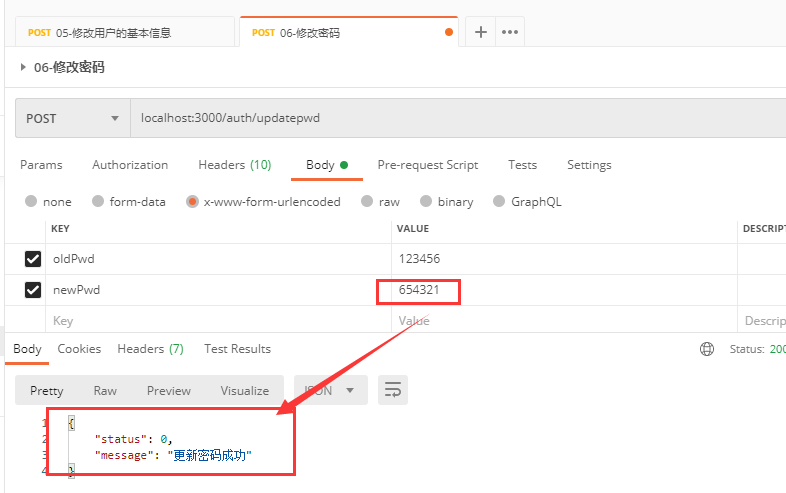 POST 05-修改用户的基本信息 POST 06-修改密码
06-修改密码
POST localhost:3000/auth/updatepwd
Params Authorization Headers (10) Body Pre-request Script Tests Settings
none form-data x-www-form-urlencoded raw binary GraphQL
KEY VALUE DESCRIPT
oldPwd 123456
newPwd 654321
Key Value Descrip
Body Cookies Headers (7) Test Results Status: 200
Pretty Raw Preview Visualize JSON
1 {
2 "status": 0,
3 "message": "更新密码成功"
4 }